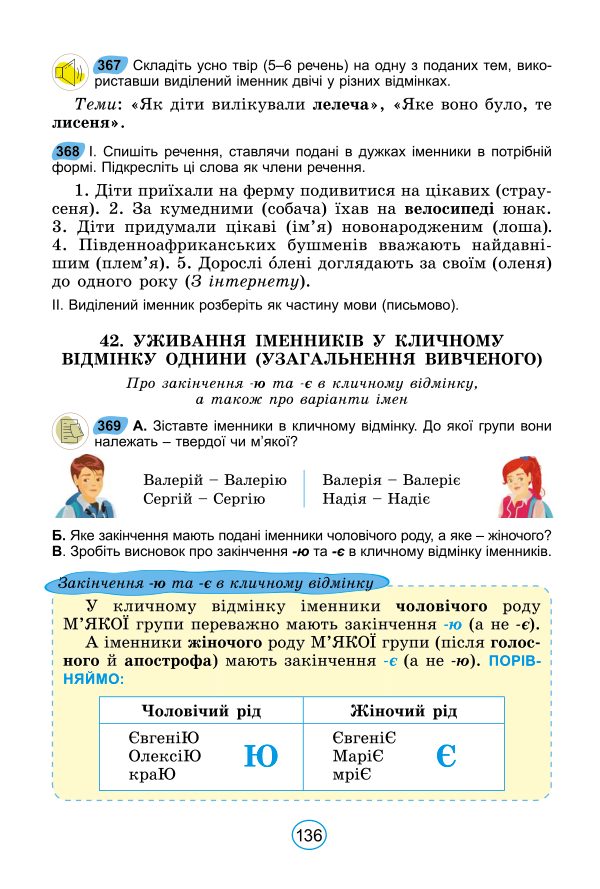 367 Складіть усно твір (5–6 речень) на одну з поданих тем, вико-
риставши виділений іменник двічі у різних відмінках.
Теми: «Як діти вилікували лелеча», «Яке воно було, те
лисеня».
368 І. Спишіть речення, ставлячи подані в дужках іменники в потрібній
формі. Підкресліть ці слова як члени речення.
1. Діти приїхали на ферму подивитися на цікавих (страу-
сеня). 2. За кумедними (собача) їхав на велосипеді юнак.
3. Діти придумали цікаві (ім’я) новонародженим (лоша).
4. Південноафриканських бушменів вважають найдавні-
шим (плем’я). 5. Дорослі о́лені доглядають за своїм (оленя)
до одного року (З інтернету).
ІІ. Виділений іменник розберіть як частину мови (письмово).
42. УЖИВАННЯ ІМЕННИКІВ У КЛИЧНОМУ
ВІДМІНКУ ОДНИНИ (УЗАГАЛЬНЕННЯ ВИВЧЕНОГО)
Про закінчення -ю та -є в кличному відмінку,
а також про варіанти імен
369 А. Зіставте іменники в кличному відмінку. До якої групи вони
належать – твердої чи м’якої?
Валерій – Валерію
Сергій – Сергію
Валерія – Валеріє
Надія – Надіє
Б. Яке закінчення мають подані іменники чоловічого роду, а яке – жіночого?
В. Зробіть висновок про закінчення -ю та -є в кличному відмінку іменників.
Закінчення -ю та -є в кличному відмінку
У кличному відмінку іменники чоловічого роду
М’ЯКОЇ групи переважно мають закінчення -ю (а не -є).
А іменники жіночого роду М’ЯКОЇ групи (після голос-
ного й апострофа) мають закінчення -є (а не -ю). ПОРІВ-
НЯЙМО:
Чоловічий рід
Жіночий рід
ЄвгеніЮ
ОлексіЮ
краЮ
Ю
ЄвгеніЄ
МаріЄ
мріЄ
Є
136